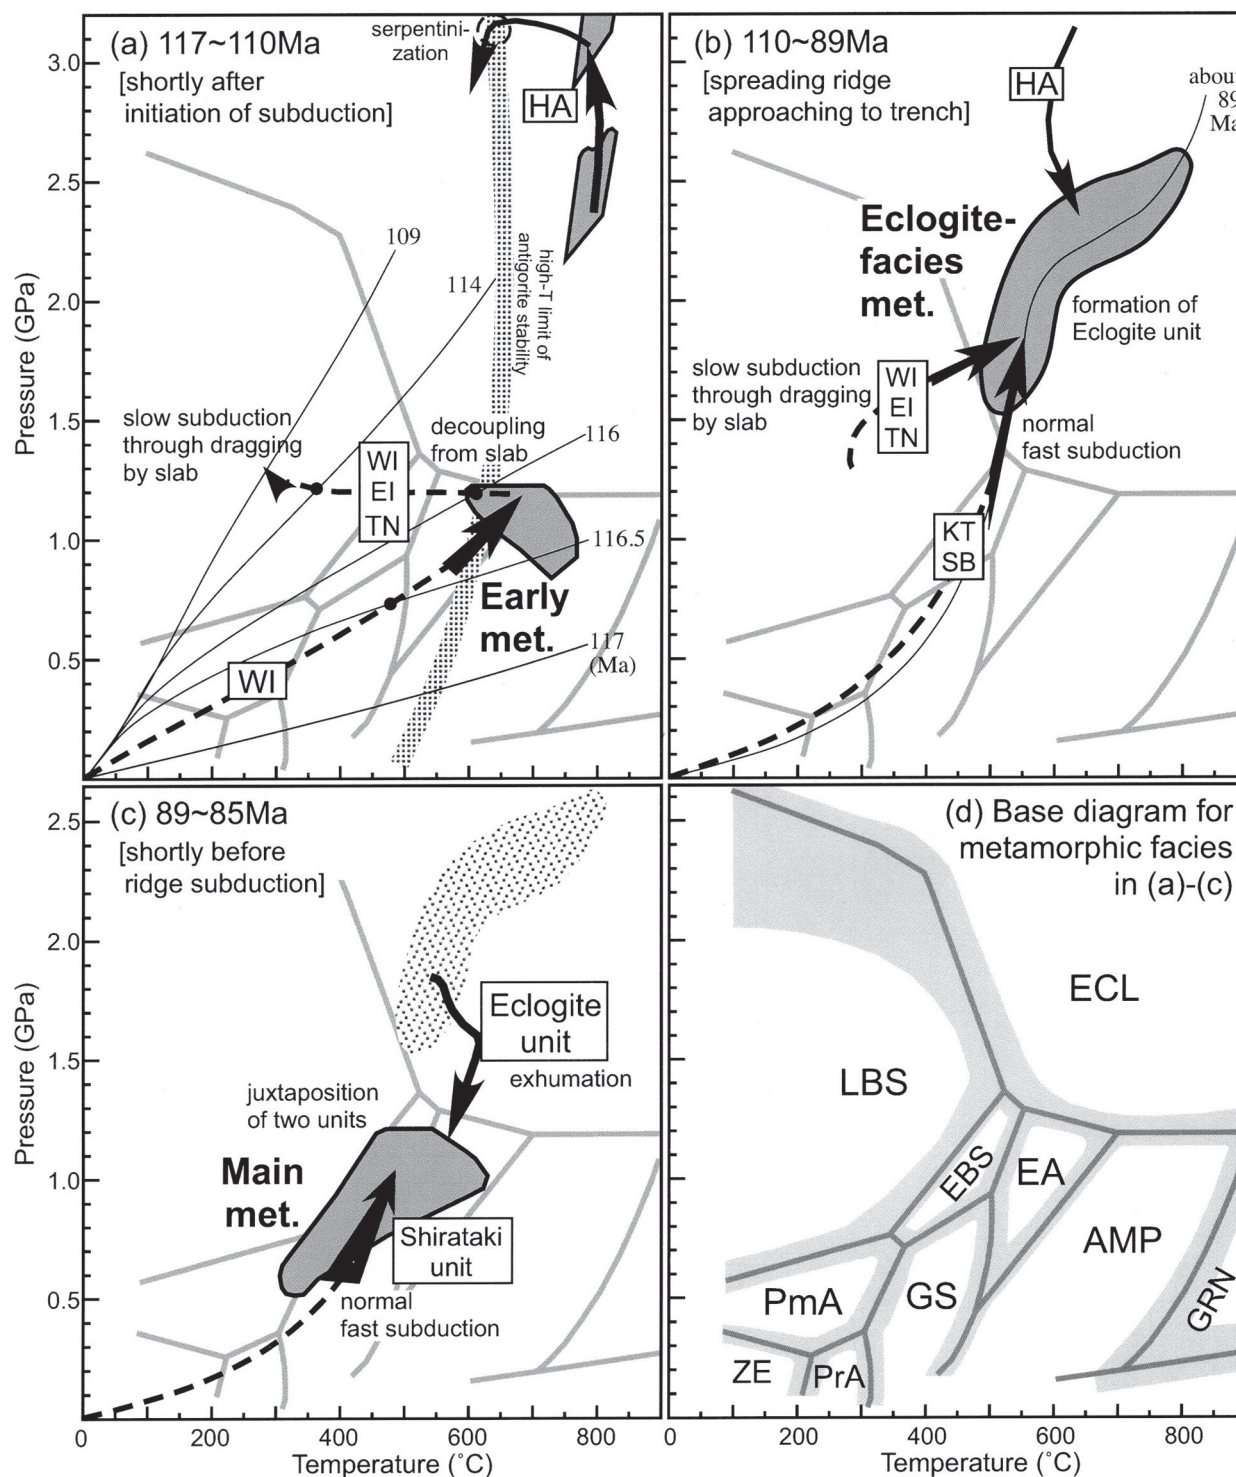 (a) 117~110Ma
[shortly after
initiation of subduction]
serpentini-
zation
HA
109
114
high-T limit of
antigorite stability
slow subduction
through dragging
by slab
WI
EI
TN
decoupling
from slab
116
116.5
Early
met.
117
(Ma)
WI
Pressure (GPa)
3.0
2.5
2.0
1.5
1.0
0.5
(b) 110~89Ma
[spreading ridge
approaching to trench]
HA
about
89
Ma
Eclogite-
facies
met.
formation of
Eclogite unit
slow subduction
through dragging
by slab
WI
EI
TN
normal
fast subduction
KT
SB
(c) 89~85Ma
[shortly before
ridge subduction]
Eclogite
unit
exhumation
juxtaposition
of two units
Main
met.
Shirataki
unit
normal
fast subduction
Pressure (GPa)
2.5
2.0
1.5
1.0
0.5
0 200 400 600 800
Temperature (˚C)
(d) Base diagram for
metamorphic facies
in (a)-(c)
ECL
LBS
EBS
EA
AMP
GRN
PmA
GS
ZE
PrA
0 200 400 600 800
Temperature (˚C)